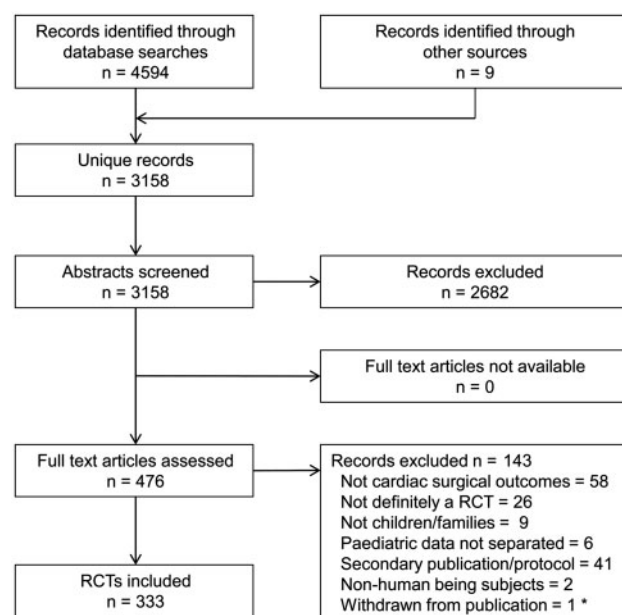 Records identified through
database searches
n = 4594
Records identified through
other sources
n = 9
Unique records
n = 3158
Abstracts screened
n = 3158
Records excluded
n = 2682
Full text articles not available
n = 0
Full text articles assessed
n = 476
Records excluded n = 143
Not cardiac surgical outcomes = 58
Not definitely a RCT = 26
Not children/families = 9
Paediatric data not separated = 6
Secondary publication/protocol = 41
Non-human being subjects = 2
Withdrawn from publication = 1 *
RCTs included
n = 333